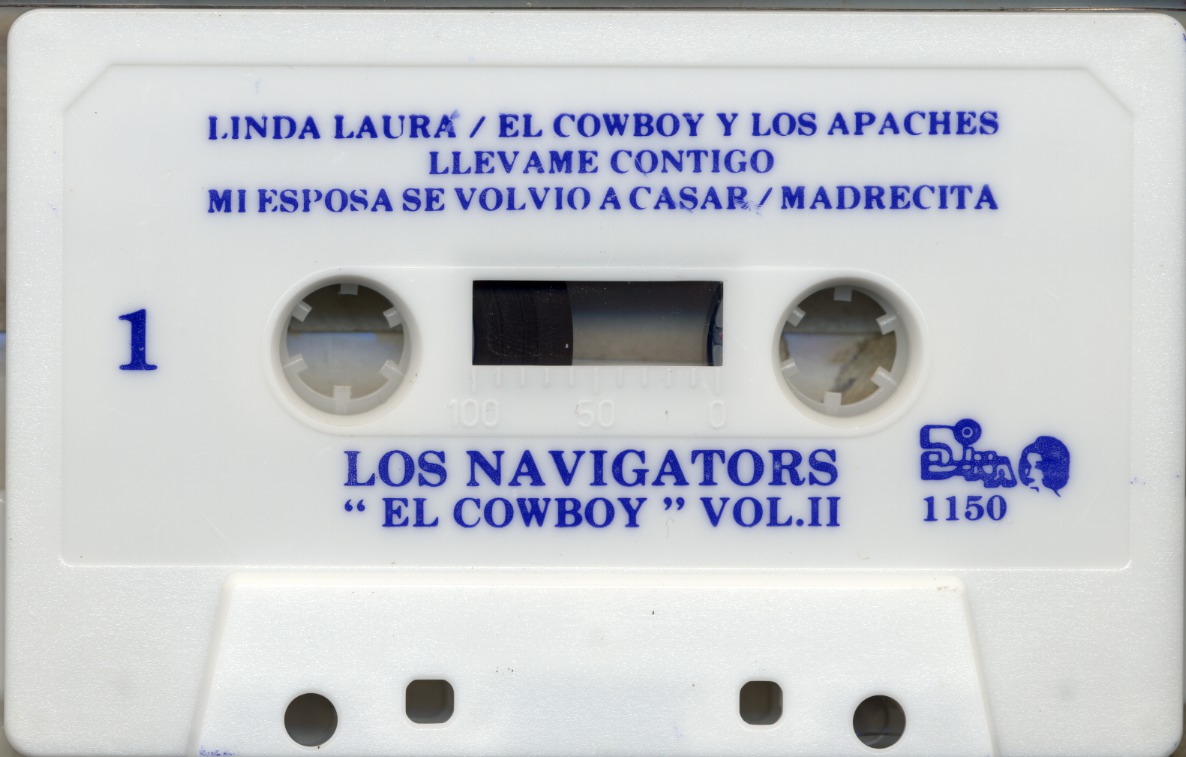 LINDA LAURA / EL COWBOY Y LOS APACHES
LLEVAME CONTIGO
MI ESPOSA SE VOLVIO A CASAR / MADRECITA
1
100 50 0
LOS NAVIGATORS
“ EL COWBOY ” VOL.II
1150